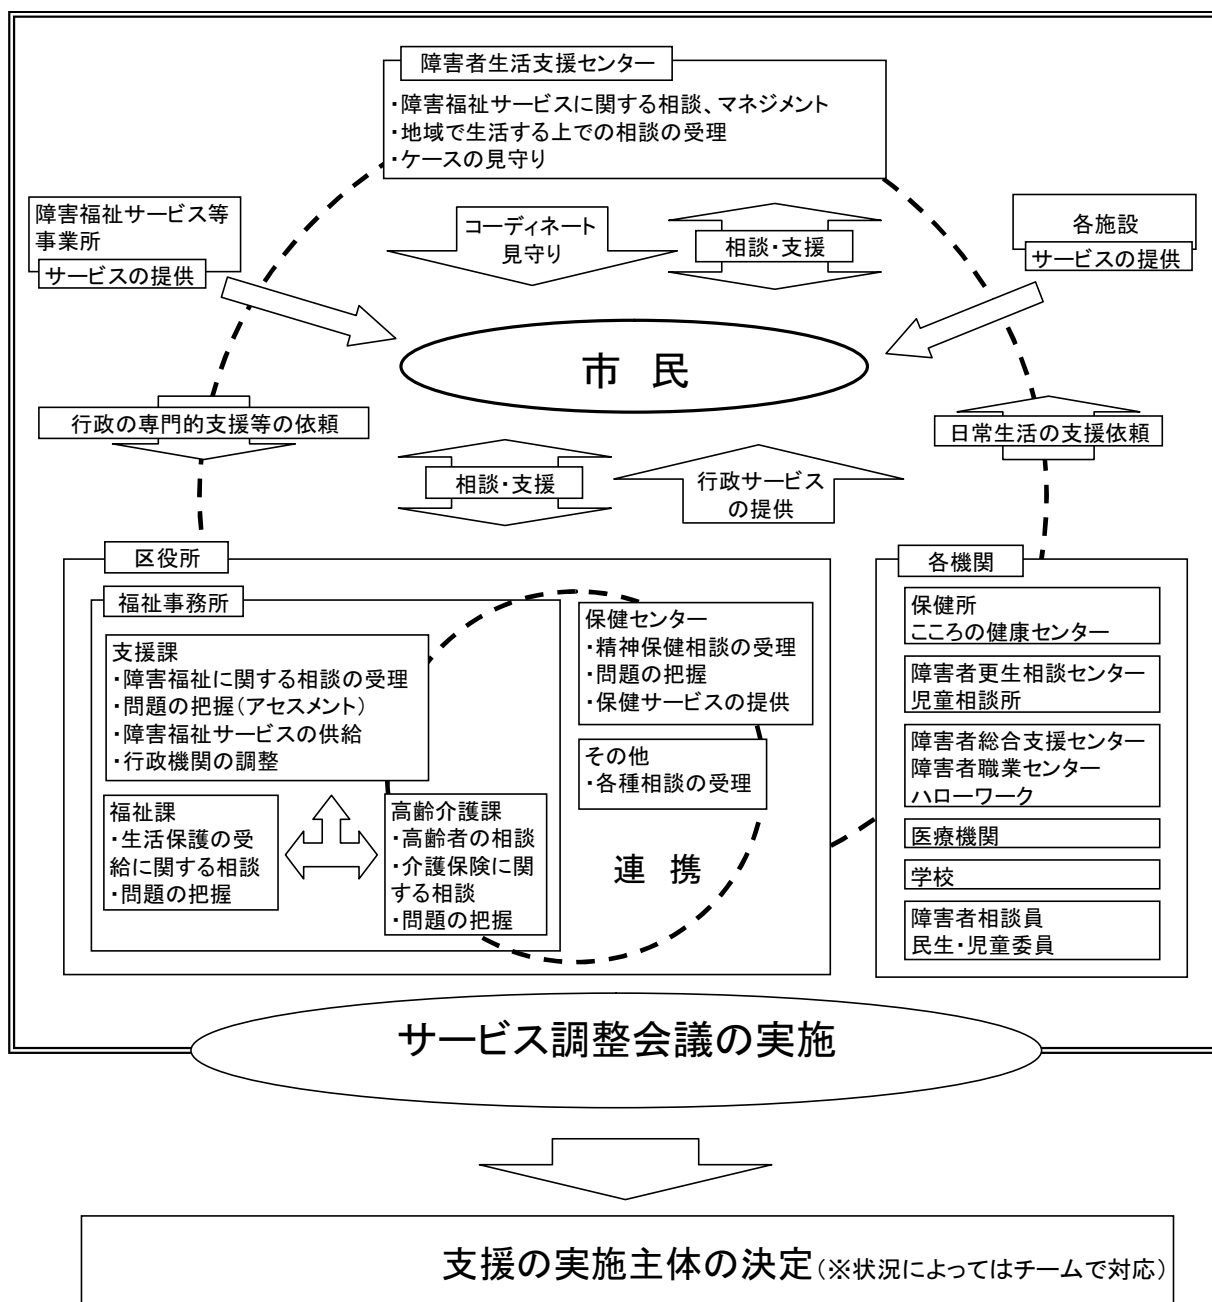 障害者生活支援センター
・障害福祉サービスに関する相談、マネジメント
・地域で生活する上での相談の受理
・ケースの見守り
障害福祉サービス等
事業所
サービスの提供
コーディネート
見守り
相談・支援
各施設
サービスの提供
市 民
行政の専門的支援等の依頼
日常生活の支援依頼
相談・支援
行政サービス
の提供
区役所
福祉事務所
支援課
・障害福祉に関する相談の受理
・問題の把握（アセスメント）
・障害福祉サービスの供給
・行政機関の調整
福祉課
・生活保護の受
給に関する相談
・問題の把握
高齢介護課
・高齢者の相談
・介護保険に関
する相談
・問題の把握
保健センター
・精神保健相談の受理
・問題の把握
・保健サービスの提供
その他
・各種相談の受理
連 携
各機関
保健所
こころの健康センター
障害者更生相談センター
児童相談所
障害者総合支援センター
障害者職業センター
ハローワーク
医療機関
学校
障害者相談員
民生・児童委員
サービス調整会議の実施
支援の実施主体の決定（※状況によってはチームで対応）